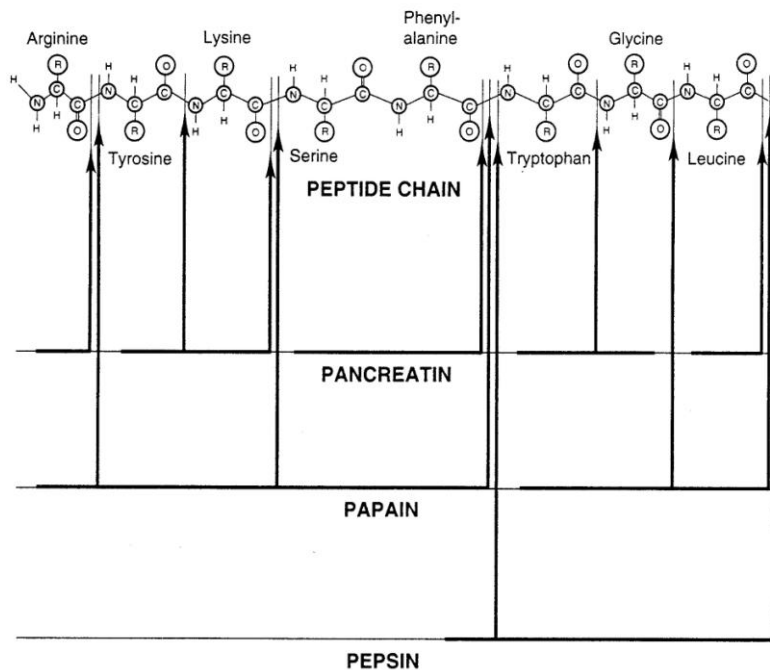 Phenyl-
Arginine Lysine alanine Glycine
R H O R H O R H O R H O R H O
H N C C N C C N C C N C C N C C N C C N C C N C C
H H O H R H H O H R H H O H R H H O H R
Tyrosine Serine Tryptophan Leucine
PEPTIDE CHAIN
PANCREATIN
PAPAIN
PEPSIN